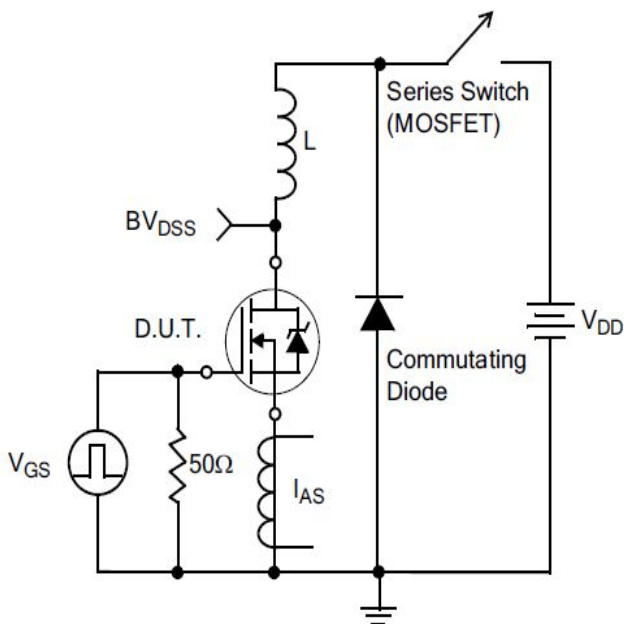 Series Switch
(MOSFET)
L
BVDSS
D.U.T.
VDD
Commutating
Diode
VGS
50Ω
IAS